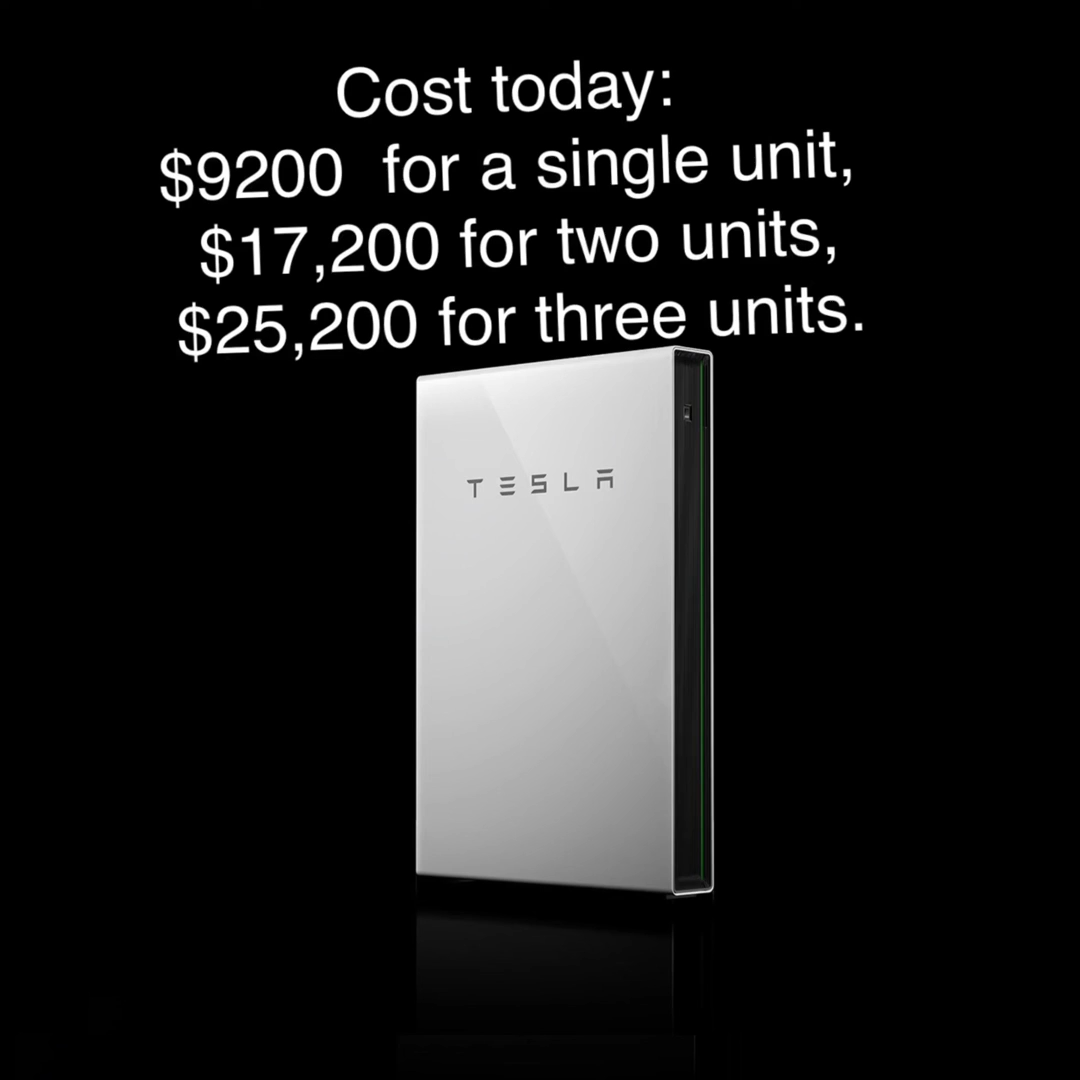 Cost today:
$9200 for a single unit,
$17,200 for two units,
$25,200 for three units.
TESLA